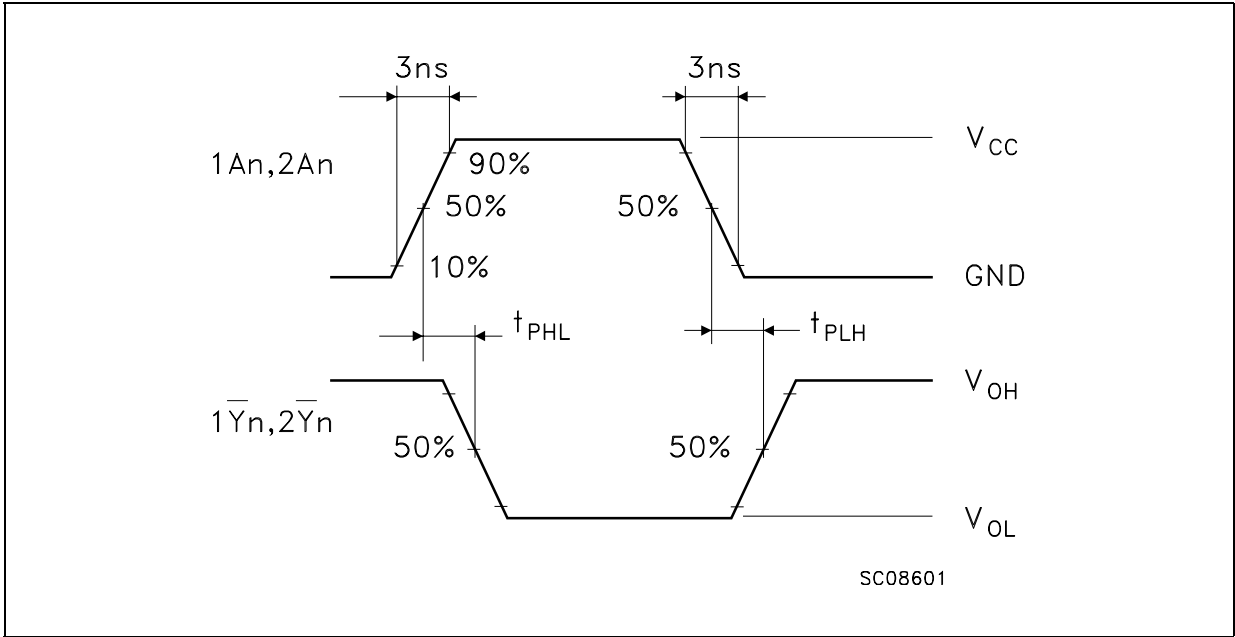 3ns 3ns
V_CC
1An,2An
90%
50% 50%
10%
GND
t_PHL t_PLH
V_OH
1Y̅n,2Y̅n
50% 50%
V_OL
SC08601